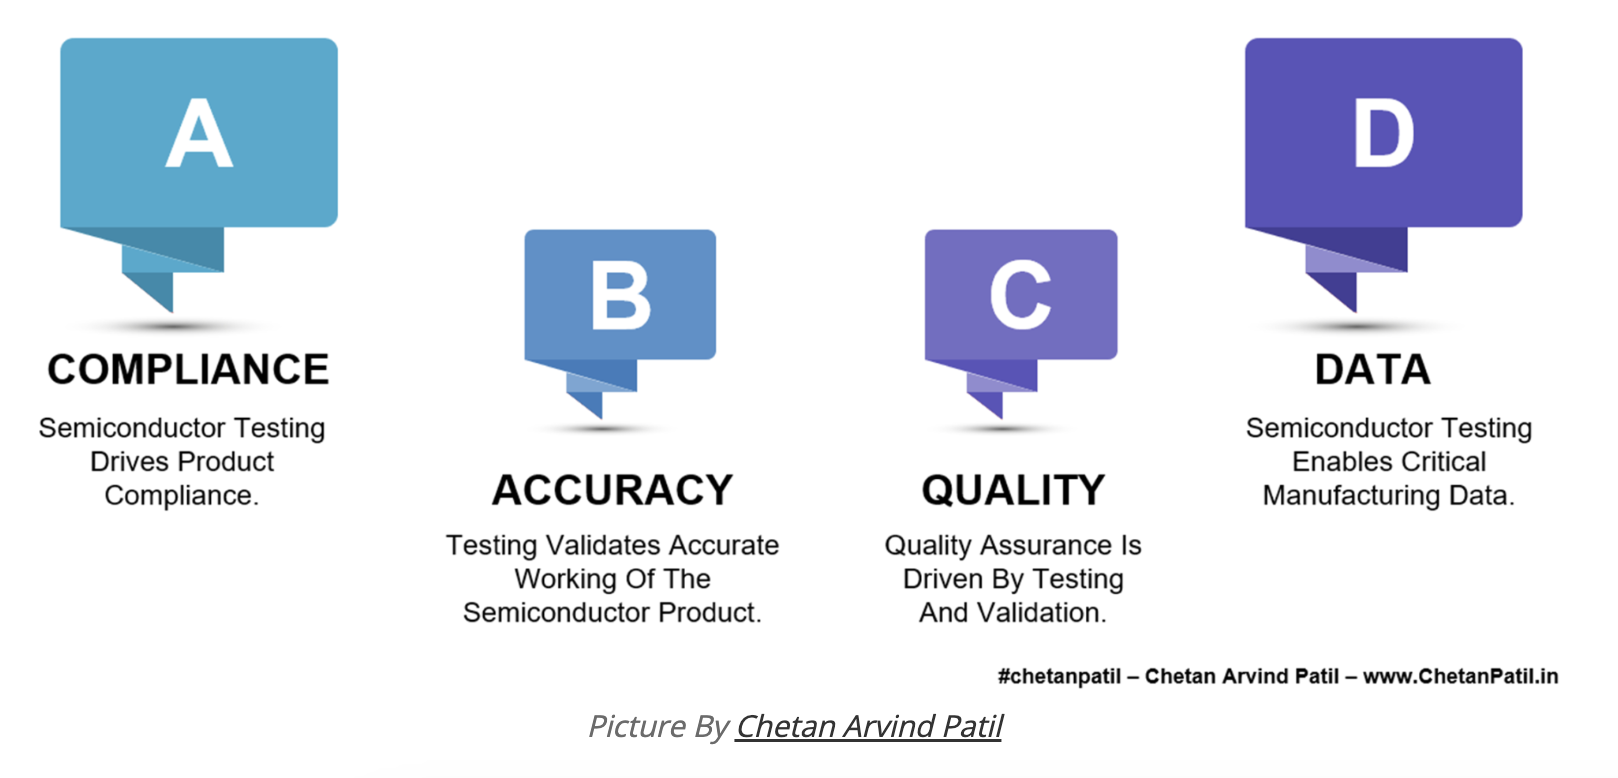 A
COMPLIANCE
Semiconductor Testing
Drives Product
Compliance.
B
ACCURACY
Testing Validates Accurate
Working Of The
Semiconductor Product.
C
QUALITY
Quality Assurance Is
Driven By Testing
And Validation.
D
DATA
Semiconductor Testing
Enables Critical
Manufacturing Data.
#chetanpatil – Chetan Arvind Patil – www.ChetanPatil.in
Picture By Chetan Arvind Patil